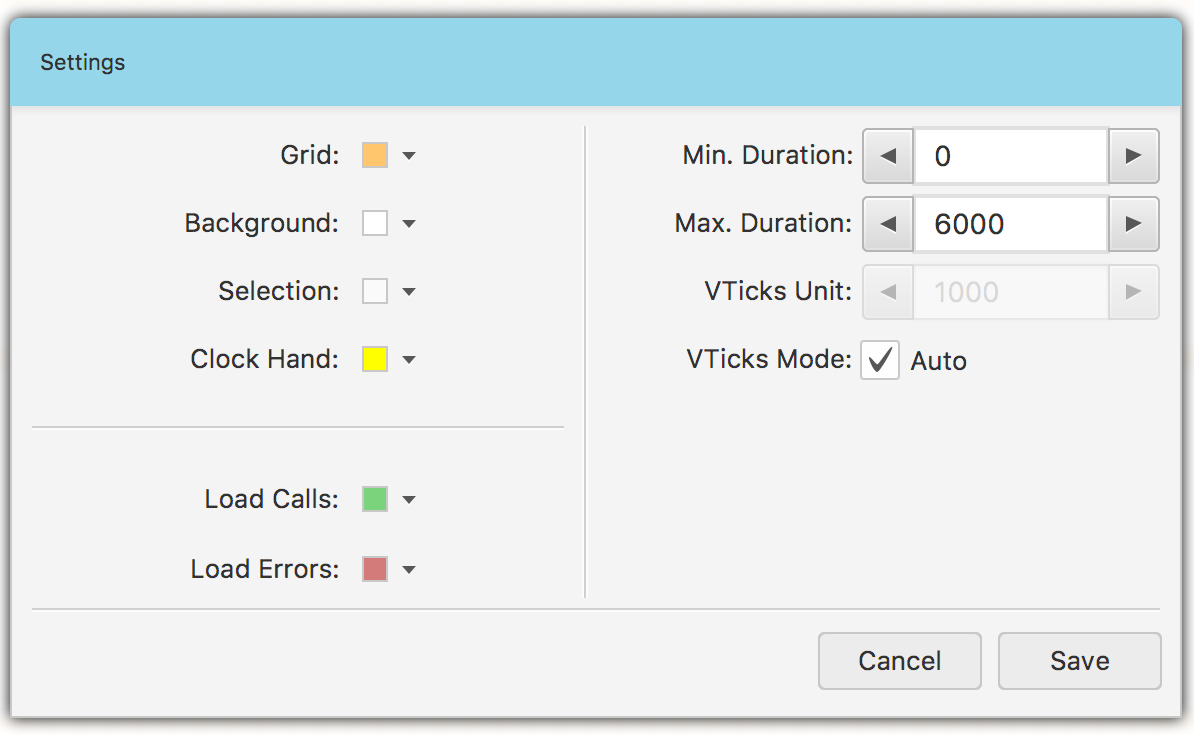 Settings
Grid:
Background:
Selection:
Clock Hand:
Load Calls:
Load Errors:
Min. Duration: 0
Max. Duration: 6000
VTicks Unit: 1000
VTicks Mode: Auto
Cancel Save